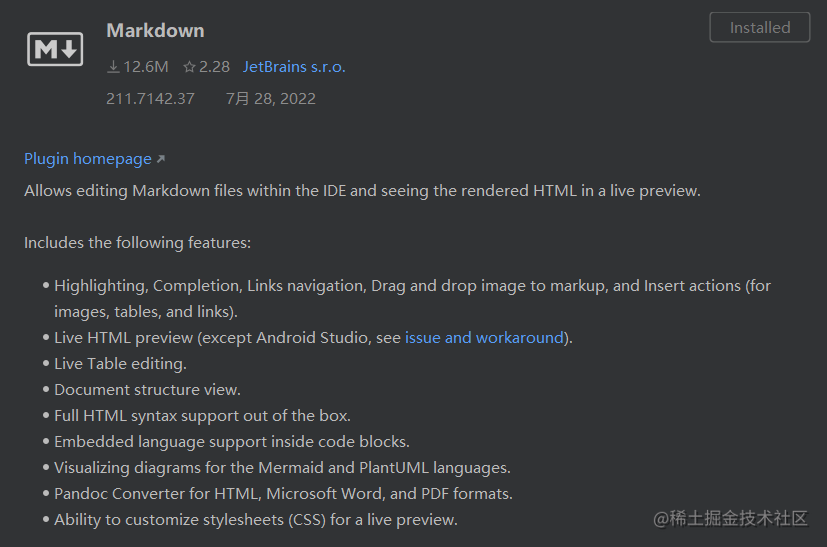 Markdown
Installed
12.6M 2.28 JetBrains s.r.o.
211.7142.37 7月 28, 2022
Plugin homepage
Allows editing Markdown files within the IDE and seeing the rendered HTML in a live preview.
Includes the following features:
Highlighting, Completion, Links navigation, Drag and drop image to markup, and Insert actions (for
images, tables, and links).
Live HTML preview (except Android Studio, see issue and workaround).
Live Table editing.
Document structure view.
Full HTML syntax support out of the box.
Embedded language support inside code blocks.
Visualizing diagrams for the Mermaid and PlantUML languages.
Pandoc Converter for HTML, Microsoft Word, and PDF formats.
Ability to customize stylesheets (CSS) for a live preview.
@稀土掘金技术社区